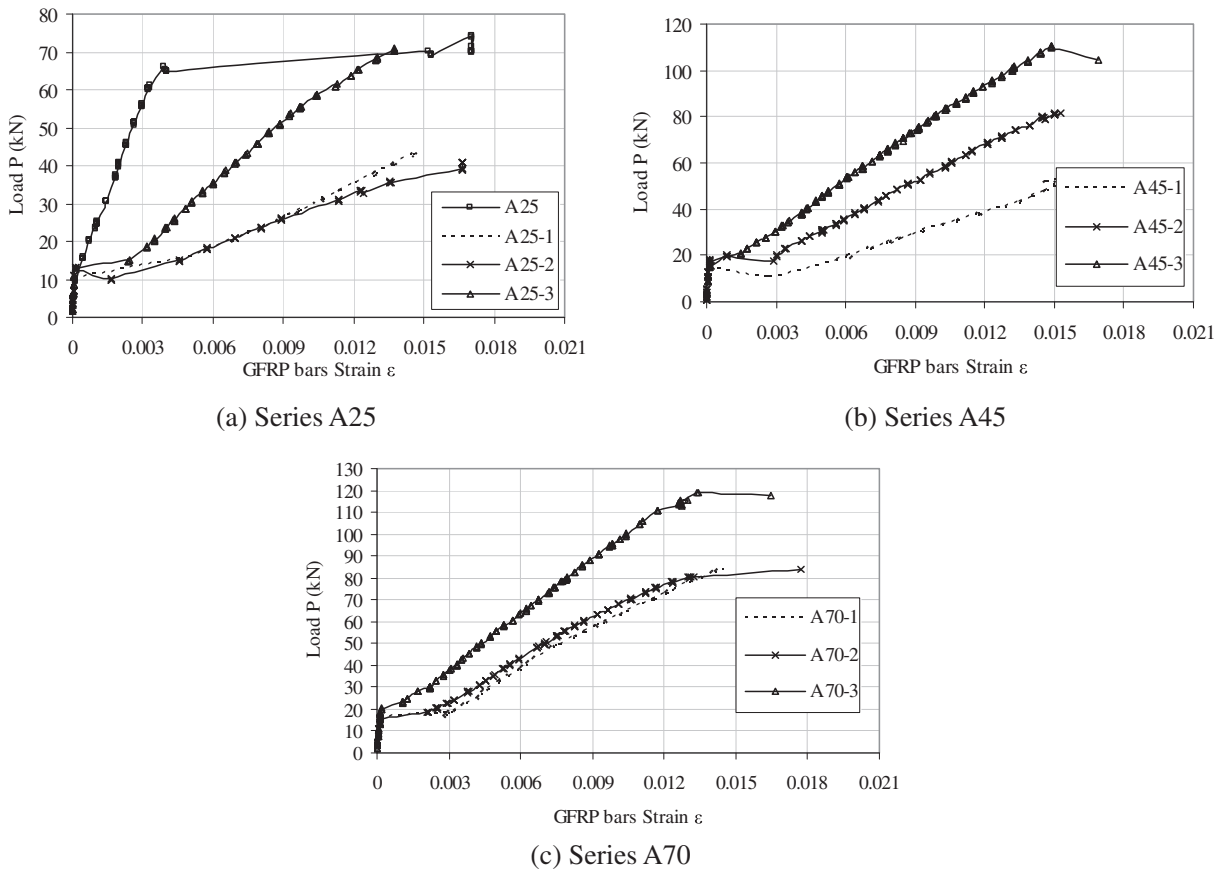 80
70
60
50
40
30
20
10
0
Load P (kN)
0 0.003 0.006 0.009 0.012 0.015 0.018 0.021
GFRP bars Strain ε
A25
A25-1
A25-2
A25-3
(a) Series A25
120
100
80
60
40
20
0
Load P (kN)
0 0.003 0.006 0.009 0.012 0.015 0.018 0.021
GFRP bars Strain ε
A45-1
A45-2
A45-3
(b) Series A45
130
120
110
100
90
80
70
60
50
40
30
20
10
0
Load P (kN)
0 0.003 0.006 0.009 0.012 0.015 0.018 0.021
GFRP bars Strain ε
A70-1
A70-2
A70-3
(c) Series A70